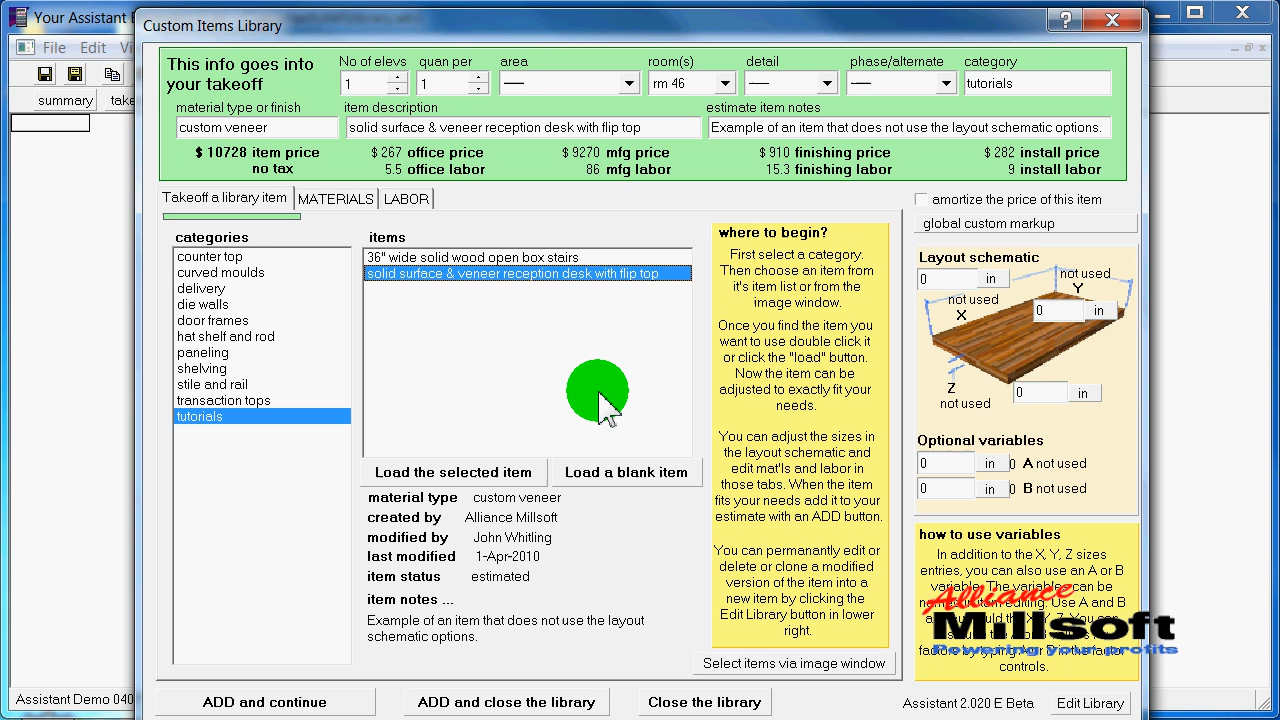 Your Assistant
Custom Items Library
File Edit
This info goes into
your takeoff
No of elevs quan per area room(s) detail phase/alternate category
1 1 rm 46 tutorials
material type or finish item description estimate item notes
custom veneer solid surface & veneer reception desk with flip top Example of an item that does not use the layout schematic options.
$ 10728 item price $ 267 office price $ 9270 mfg price $ 910 finishing price $ 282 install price
no tax 5.5 office labor 86 mfg labor 15.3 finishing labor 9 install labor
summary
Takeoff a library item MATERIALS LABOR
amortize the price of this item
global custom markup
categories
counter top
curved moulds
delivery
die walls
door frames
hat shelf and rod
paneling
shelving
stile and rail
transaction tops
tutorials
items
36" wide solid wood open box stairs
solid surface & veneer reception desk with flip top
Load the selected item Load a blank item
material type custom veneer
created by Alliance Millsoft
modified by John Whitling
last modified 1-Apr-2010
item status estimated
item notes ...
Example of an item that does not use the layout
schematic options.
where to begin?
First select a category.
Then choose an item from
it's item list or from the
image window.
Once you find the item you
want to use double click it
or click the "load" button.
Now the item can be
adjusted to exactly fit your
needs.
You can adjust the sizes in
the layout schematic and
edit mat'ls and labor in
those tabs. When the item
fits your needs add it to your
estimate with an ADD button.
You can permanantly edit or
delete or clone a modified
version of the item into a
new item by clicking the
Edit Library button in lower
right.
Select items via image window
Layout schematic
0 in not used
Y
not used
X
0 in
Z
not used
0 in
Optional variables
0 in 0 A not used
0 in 0 B not used
how to use variables
In addition to the X, Y, Z sizes
entries, you can also use an A or B
variable. The variables can be
controls.
Alliance
Millsoft
Powering your profits
ADD and continue ADD and close the library Close the library
Assistant 2.020 E Beta Edit Library
Assistant Demo 040